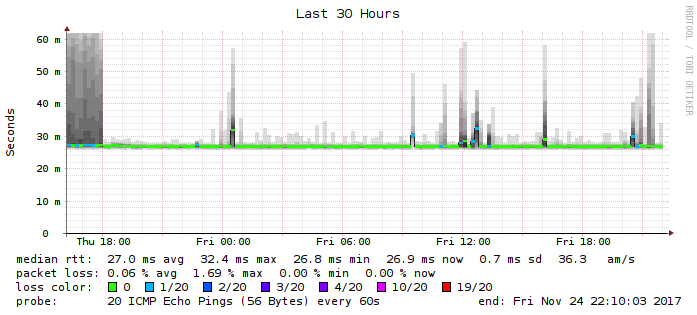 Last 30 Hours
RRDTOOL / TOBI OETIKER
Seconds
60 m
50 m
40 m
30 m
20 m
10 m
0
Thu 18:00 Fri 00:00 Fri 06:00 Fri 12:00 Fri 18:00
median rtt: 27.0 ms avg 32.4 ms max 26.8 ms min 26.9 ms now 0.7 ms sd 36.3 am/s
packet loss: 0.06 % avg 1.69 % max 0.00 % min 0.00 % now
loss color: 0 1/20 2/20 3/20 4/20 10/20 19/20
probe: 20 ICMP Echo Pings (56 Bytes) every 60s end: Fri Nov 24 22:10:03 2017